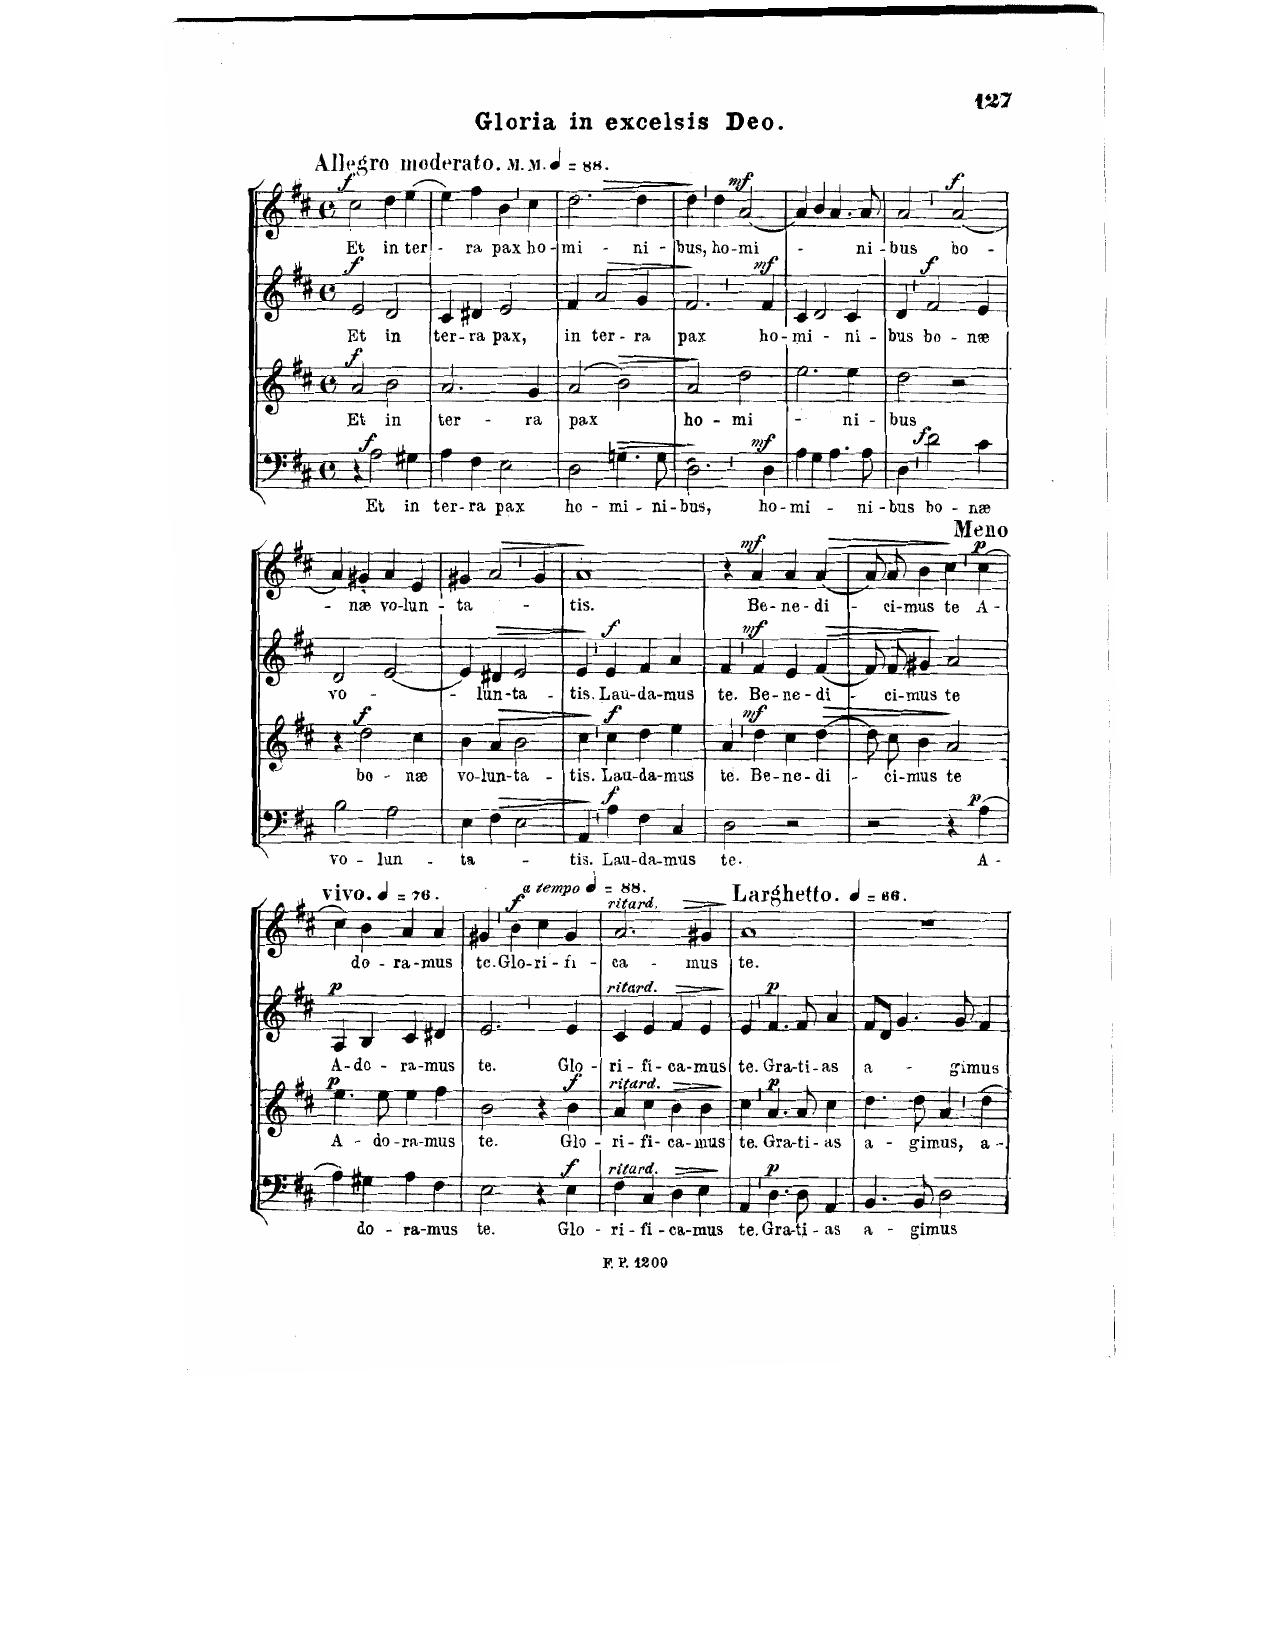 127
Gloria in excelsis Deo.
Allegro moderato. M. M. ♩ = 88.
f mf f
Et in ter - ra pax ho - mi - ni - bus, ho - mi - ni - bus bo -
f mf f
Et in ter - ra pax, in ter - ra pax ho - mi - ni - bus bo - næ
f
Et in ter - ra pax ho - mi - ni - bus
f mf f
Et in ter - ra pax ho - mi - ni - bus, ho - mi - ni - bus bo - næ
Meno
mf p
- næ vo - lun - ta - tis. Be - ne - di - ci - mus te A -
f mf
vo - lun - ta - tis. Lau - da - mus te. Be - ne - di - ci - mus te
f f mf
bo - næ vo - lun - ta - tis. Lau - da - mus te. Be - ne - di - ci - mus te
f p
vo - lun - ta - tis. Lau - da - mus te. A -
vivo. ♩ = 76. a tempo ♩ = 88. Larghetto. ♩ = 66.
f ritard.
do - ra - mus te. Glo - ri - fi - ca - mus te.
p ritard. p
A - do - ra - mus te. Glo - ri - fi - ca - mus te. Gra - ti - as a - gimus
p f ritard. p
A - do - ra - mus te. Glo - ri - fi - ca - mus te. Gra - ti - as a - gimus, a -
f ritard. p
do - ra - mus te. Glo - ri - fi - ca - mus te. Gra - ti - as a - gimus
F. P. 1200